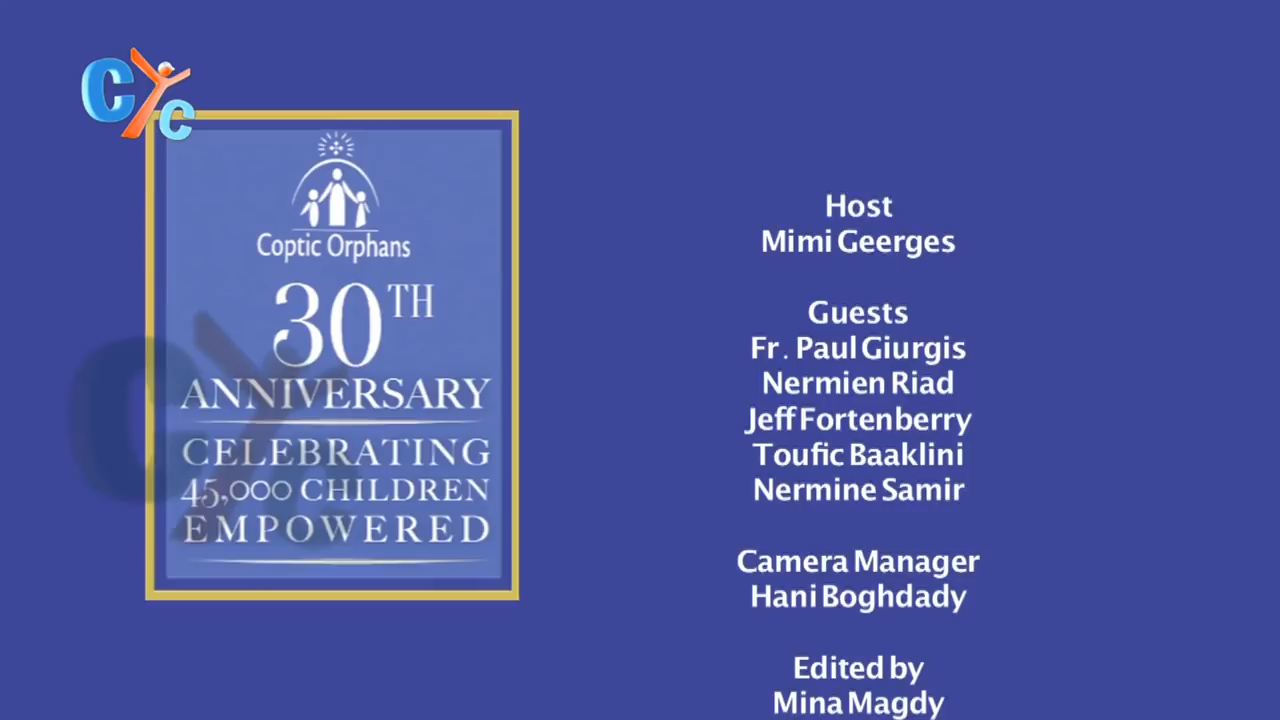 CYC
Coptic Orphans
30TH
ANNIVERSARY
CELEBRATING
45,000 CHILDREN
EMPOWERED
Host
Mimi Geerges
Guests
Fr. Paul Giurgis
Nermien Riad
Jeff Fortenberry
Toufic Baaklini
Nermine Samir
Camera Manager
Hani Boghdady
Edited by
Mina Magdy